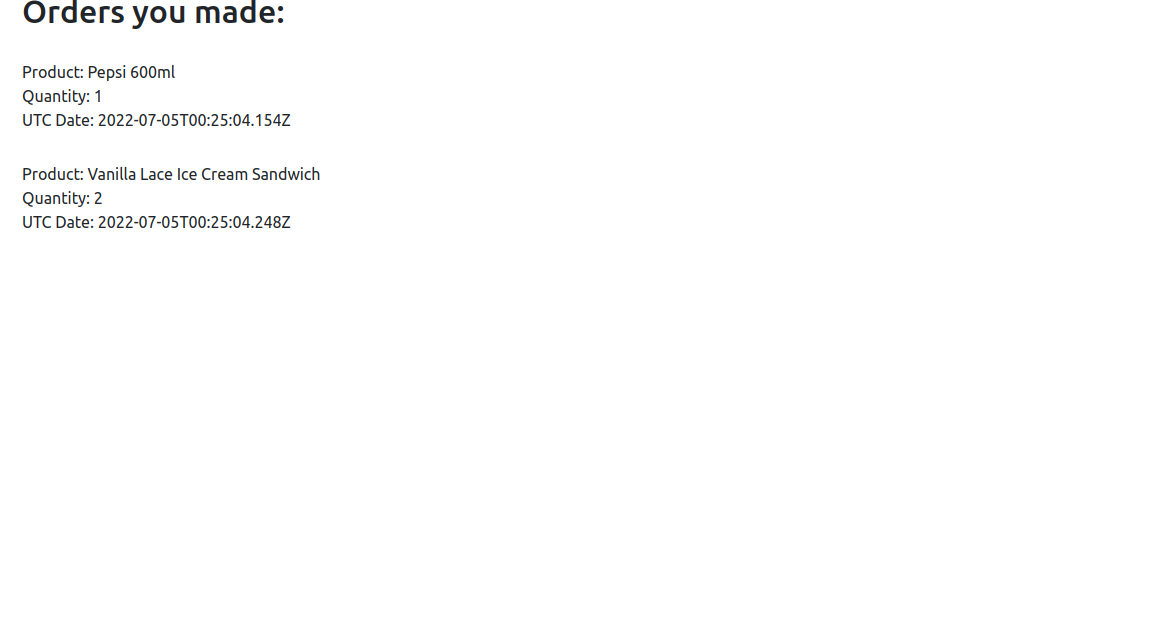 Orders you made:
Product: Pepsi 600ml
Quantity: 1
UTC Date: 2022-07-05T00:25:04.154Z
Product: Vanilla Lace Ice Cream Sandwich
Quantity: 2
UTC Date: 2022-07-05T00:25:04.248Z